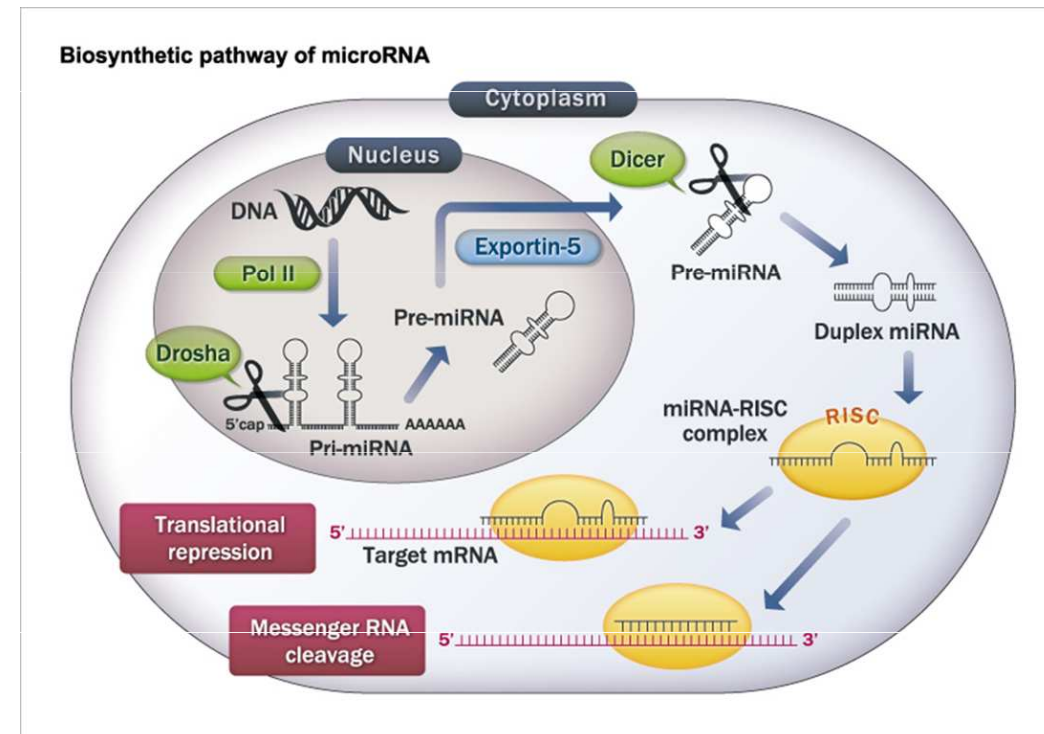 Biosynthetic pathway of microRNA
Cytoplasm
Nucleus
Dicer
DNA
Exportin-5
Pol II
Pre-miRNA
Pre-miRNA
Duplex miRNA
Drosha
miRNA-RISC
complex
RISC
5'cap
AAAAAA
Pri-miRNA
Translational
repression
5'
3'
Target mRNA
Messenger RNA
cleavage
5'
3'